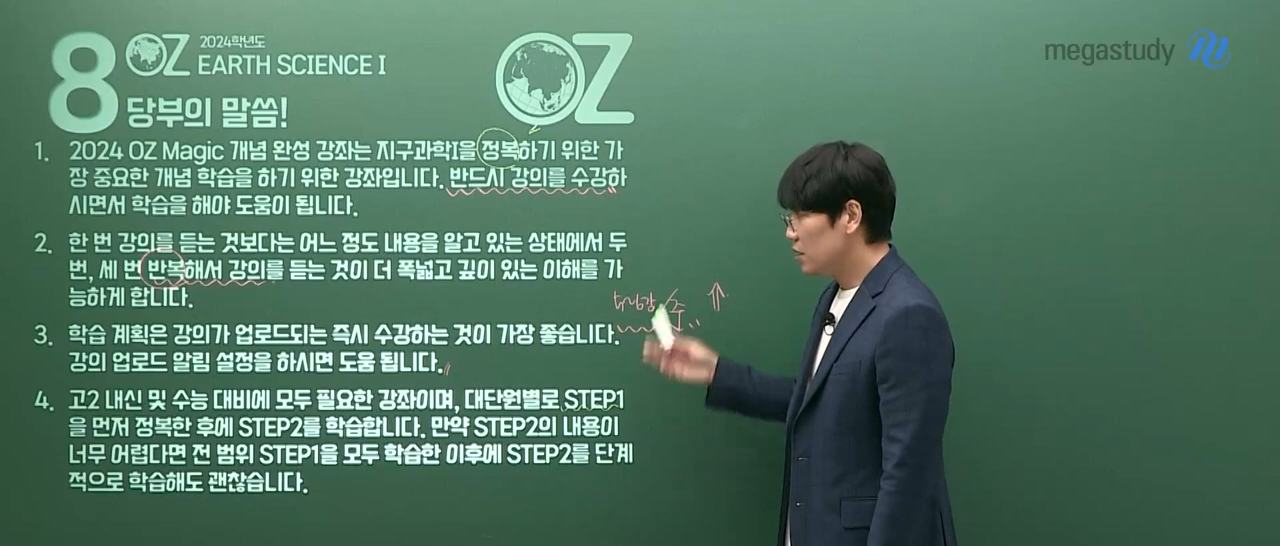 8
OZ
2024학년도
EARTH SCIENCE I
당부의 말씀!
OZ
megastudy
1. 2024 OZ Magic 개념 완성 강좌는 지구과학I을 정복하기 위한 가
장 중요한 개념 학습을 하기 위한 강좌입니다. 반드시 강의를 수강하
시면서 학습을 해야 도움이 됩니다.
2. 한 번 강의를 듣는 것보다는 어느 정도 내용을 알고 있는 상태에서 두
번, 세 번 반복해서 강의를 듣는 것이 더 폭넓고 깊이 있는 이해를 가
능하게 합니다.
3. 학습 계획은 강의가 업로드되는 즉시 수강하는 것이 가장 좋습니다.
강의 업로드 알림 설정을 하시면 도움 됩니다.
4. 고2 내신 및 수능 대비에 모두 필요한 강좌이며, 대단원별로 STEP1
을 먼저 정복한 후에 STEP2를 학습합니다. 만약 STEP2의 내용이
너무 어렵다면 전 범위 STEP1을 모두 학습한 이후에 STEP2를 단계
적으로 학습해도 괜찮습니다.